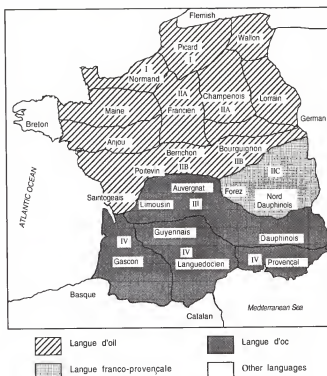 Flemish
Picard
I
Walon
I
Normand
IIA
Francien
Champenois
IIA
Lorrain
Maine
Breton
German
Anjou
Berrichon
IIB
Bourguignon
IIB
Poitevin
IIC
ATLANTIC OCEAN
Auvergnat
Forez
Nord
Dauphinois
Santogeais
Limousin
III
Guyennais
Dauphinois
IV
IV
Gascon
Languedocien
IV
Provençal
Basque
Mediterranean Sea
Catalan
Langue d'oïl
Langue d'oc
Langue franco-provençale
Other languages